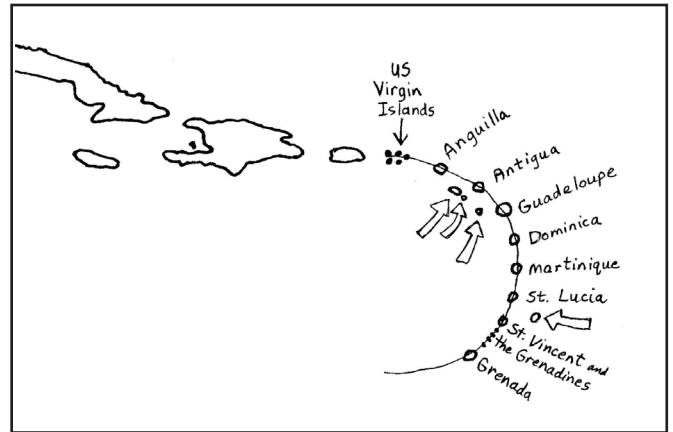 US
Virgin
Islands
Anguilla
Antigua
Guadeloupe
Dominica
Martinique
St. Lucia
St. Vincent and
the Grenadines
Grenada